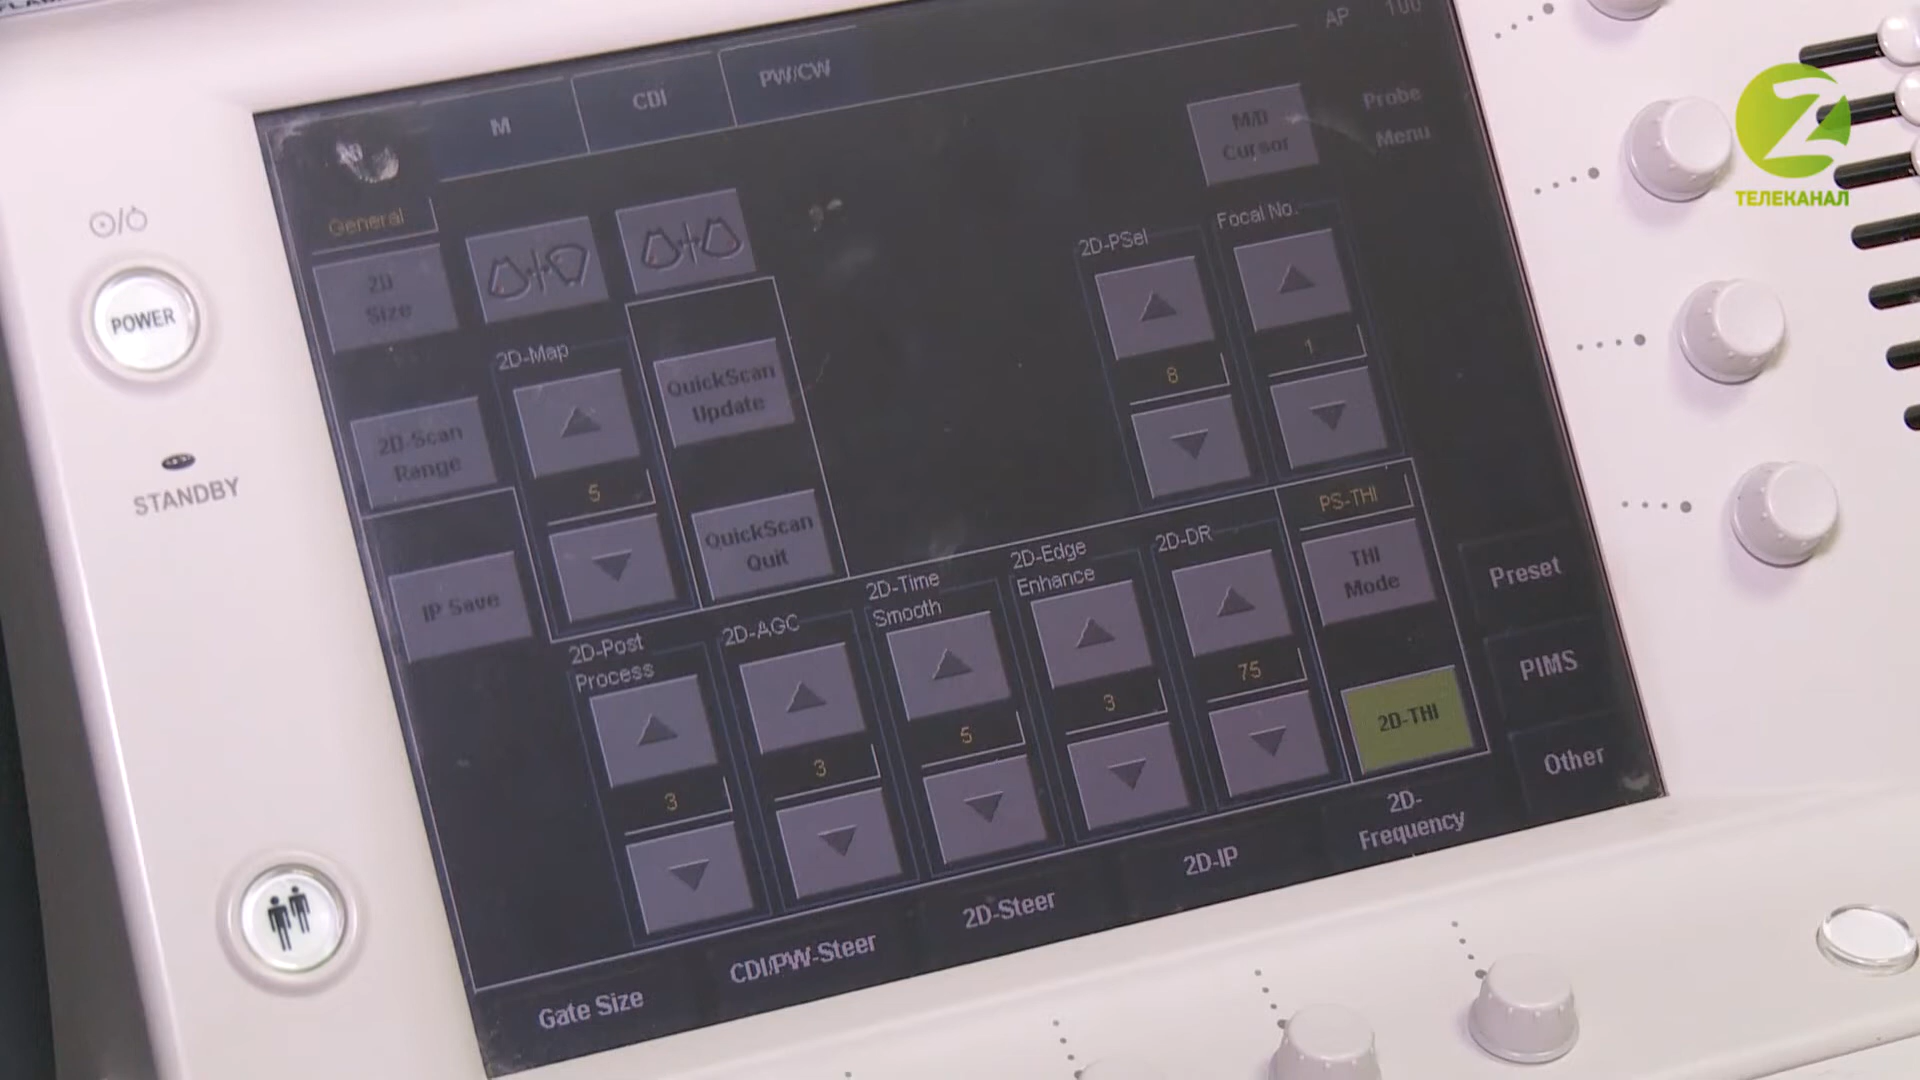 AP 100
M
CDI
PW/CW
M/D
Cursor
Probe
Menu
Z
ТЕЛЕКАНАЛ
General
2D
Size
2D-Map
5
2D-Scan
Range
QuickScan
Update
QuickScan
Quit
IP Save
2D-PSel
8
Focal No.
1
PS-THI
THI
Mode
2D-THI
2D-Post
Process
3
2D-AGC
3
2D-Time
Smooth
5
2D-Edge
Enhance
3
2D-DR
75
Preset
PIMS
Other
2D-
Frequency
2D-IP
2D-Steer
CDI/PW-Steer
Gate Size
POWER
STANDBY